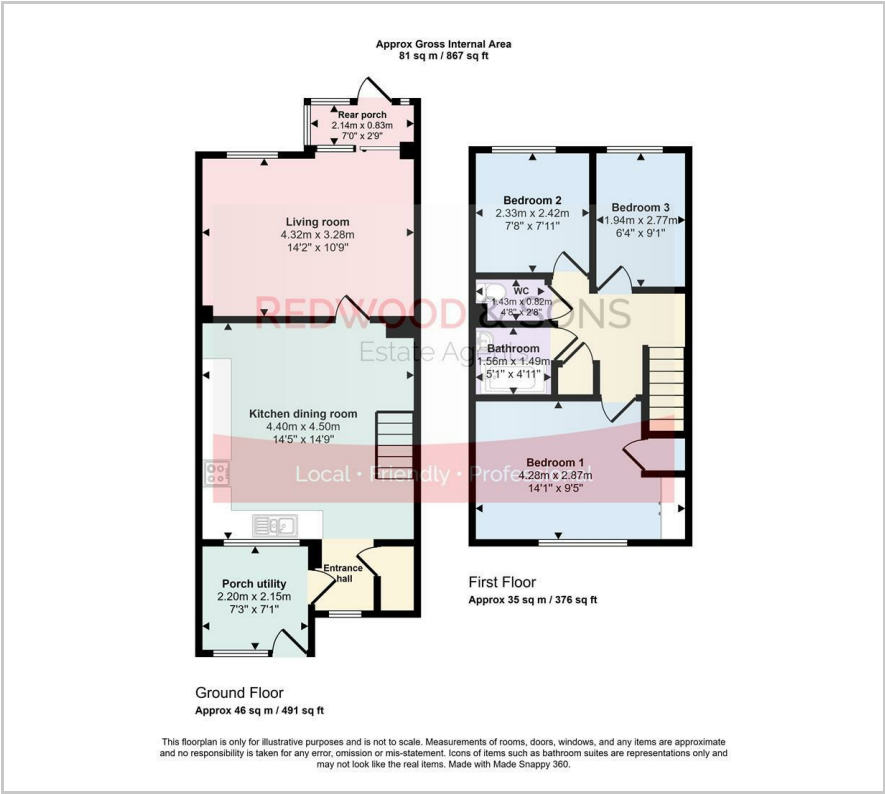 Approx Gross Internal Area
81 sq m / 867 sq ft
Rear porch
2.14m x 0.83m
7'0" x 2'9"
Living room
4.32m x 3.28m
14'2" x 10'9"
Kitchen dining room
4.40m x 4.50m
14'5" x 14'9"
Porch utility
2.20m x 2.15m
7'3" x 7'1"
Entrance
hall
Ground Floor
Approx 46 sq m / 491 sq ft
Bedroom 2
2.33m x 2.42m
7'8" x 7'11"
Bedroom 3
1.94m x 2.77m
6'4" x 9'1"
WC
1.43m x 0.82m
4'8" x 2'8"
Bathroom
1.56m x 1.49m
5'1" x 4'11"
Bedroom 1
4.28m x 2.87m
14'1" x 9'5"
First Floor
Approx 35 sq m / 376 sq ft
REDWOOD & SONS
Estate Agents
Local • Friendly • Professional
This floorplan is only for illustrative purposes and is not to scale. Measurements of rooms, doors, windows, and any items are approximate
and no responsibility is taken for any error, omission or mis-statement. Icons of items such as bathroom suites are representations only and
may not look like the real items. Made with Made Snappy 360.